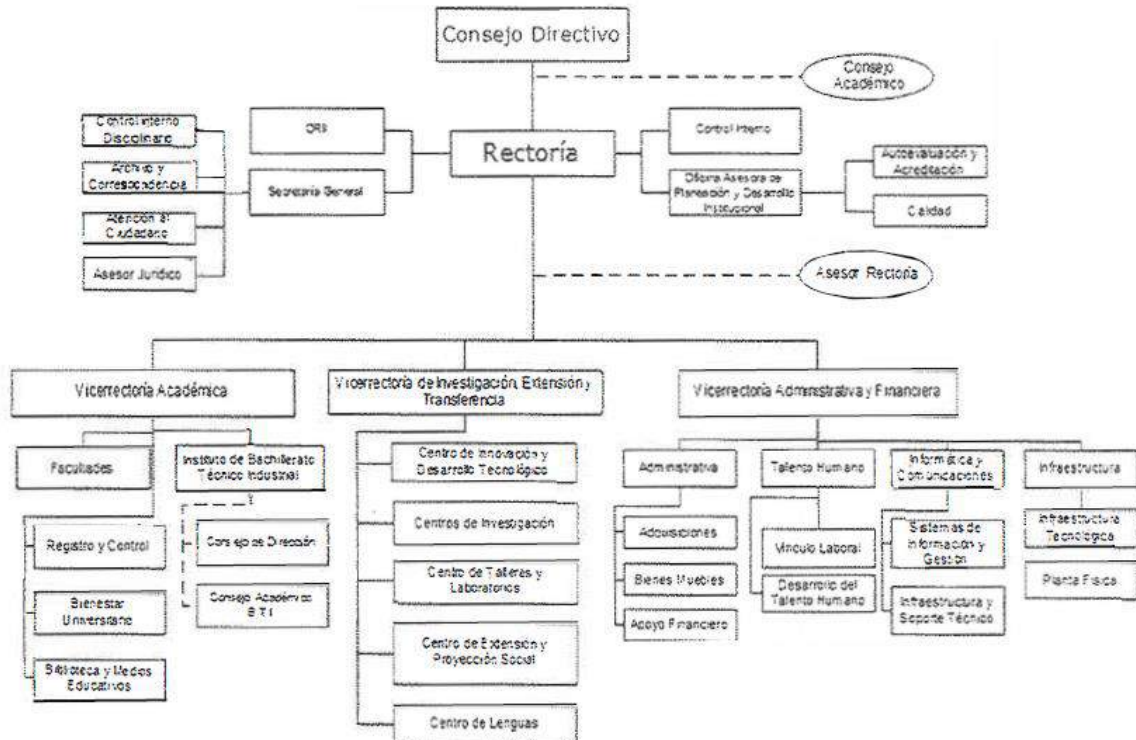 Consejo Directivo
Consejo
Académico
Control Interno
Disciplinario
ORII
Rectoría
Control Interno
Autoevaluación y
Acreditación
Archivo y
Correspondencia
Secretaría General
Oficina Asesora de
Planeación y Desarrollo
Institucional
Calidad
Atención al
Ciudadano
Asesor Jurídico
Asesor Rectoría
Vicerrectoría Académica
Vicerrectoría de Investigación, Extensión y
Transferencia
Vicerrectoría Administrativa y Financiera
Facultades
Instituto de Bachillerato
Técnico Industrial
Registro y Control
Consejo de Dirección
Bienestar
Universitario
Consejo Académico
Biblioteca y Medios
Educativos
Centro de Innovación y
Desarrollo Tecnológico
Centros de Investigación
Centro de Talleres y
Laboratorios
Centro de Extensión y
Proyección Social
Centro de Lenguas
Administrativa
Talento Humano
Informática y
Comunicaciones
Infraestructura
Adquisiciones
Vínculo Laboral
Sistemas de
Información y
Gestión
Infraestructura
Tecnológica
Bienes Muebles
Desarrollo del
Talento Humano
Planta Física
Apoyo Financiero
Infraestructura y
Soporte Técnico